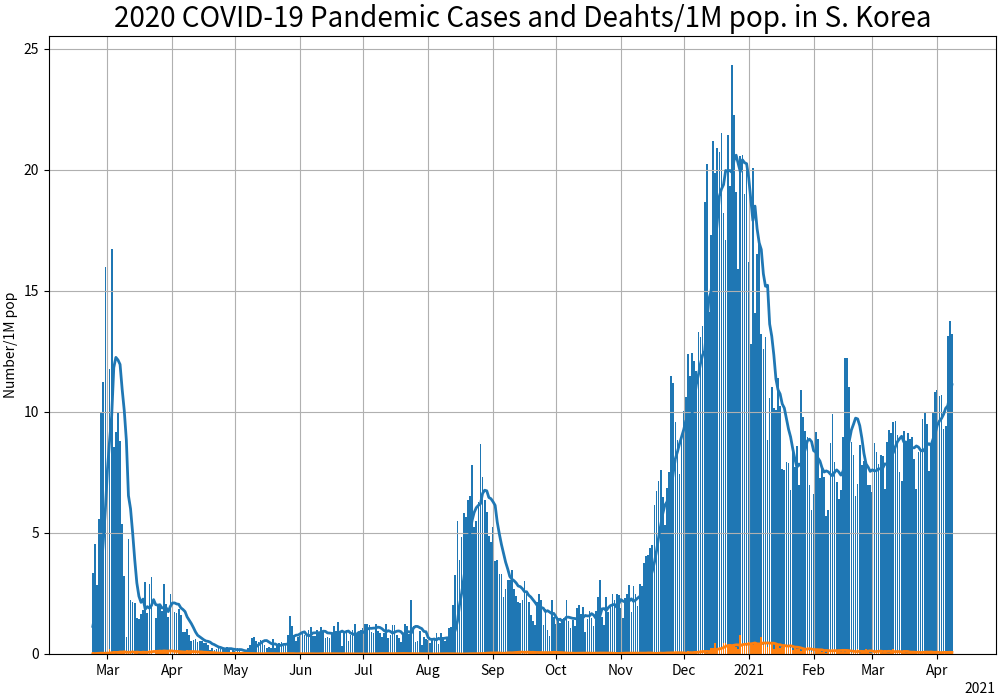 2020 COVID-19 Pandemic Cases and Deahts/1M pop. in S. Korea
25
20
15
10
5
0
Number/1M pop
Mar Apr May Jun Jul Aug Sep Oct Nov Dec 2021 Feb Mar Apr
2021